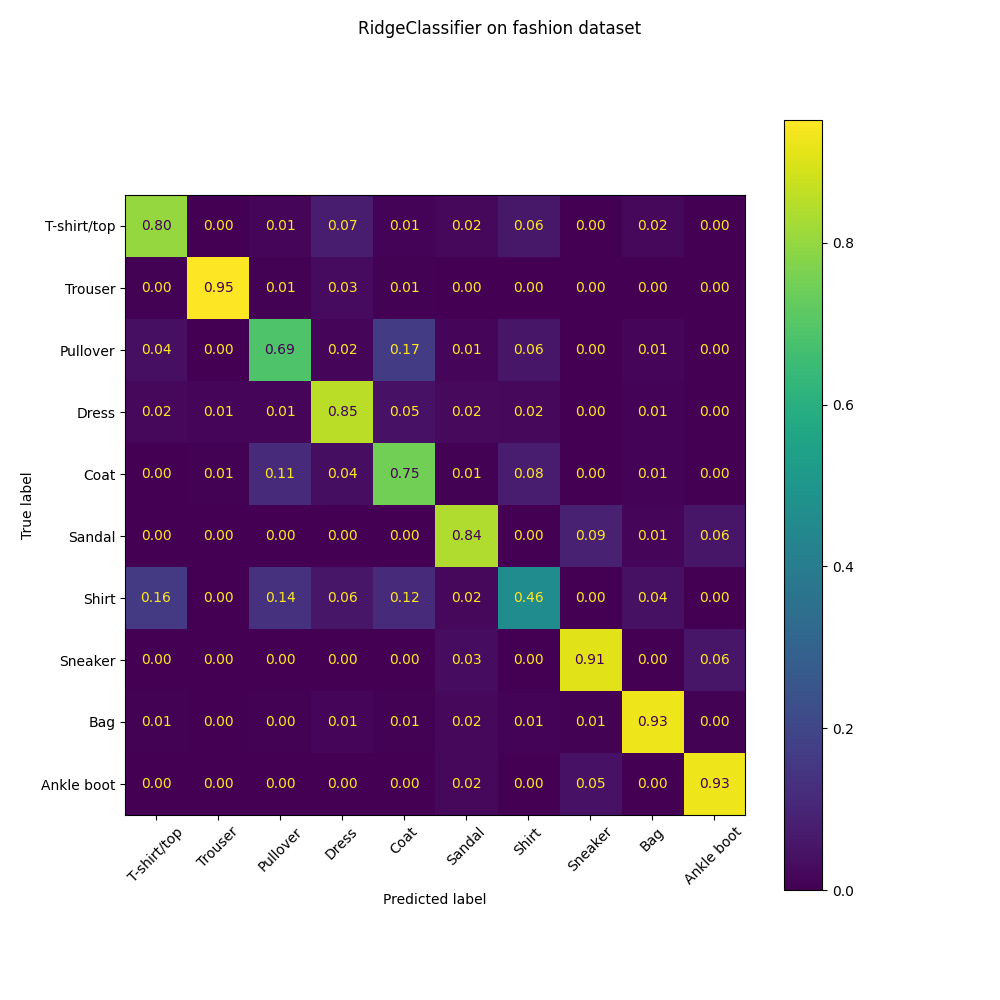 RidgeClassifier on fashion dataset
T-shirt/top 0.80 0.00 0.01 0.07 0.01 0.02 0.06 0.00 0.02 0.00
Trouser 0.00 0.95 0.01 0.03 0.01 0.00 0.00 0.00 0.00 0.00
Pullover 0.04 0.00 0.69 0.02 0.17 0.01 0.06 0.00 0.01 0.00
Dress 0.02 0.01 0.01 0.85 0.05 0.02 0.02 0.00 0.01 0.00
Coat 0.00 0.01 0.11 0.04 0.75 0.01 0.08 0.00 0.01 0.00
Sandal 0.00 0.00 0.00 0.00 0.00 0.84 0.00 0.09 0.01 0.06
Shirt 0.16 0.00 0.14 0.06 0.12 0.02 0.46 0.00 0.04 0.00
Sneaker 0.00 0.00 0.00 0.00 0.00 0.03 0.00 0.91 0.00 0.06
Bag 0.01 0.00 0.00 0.01 0.01 0.02 0.01 0.01 0.93 0.00
Ankle boot 0.00 0.00 0.00 0.00 0.00 0.02 0.00 0.05 0.00 0.93
T-shirt/top Trouser Pullover Dress Coat Sandal Shirt Sneaker Bag Ankle boot
Predicted label
True label
0.8
0.6
0.4
0.2
0.0